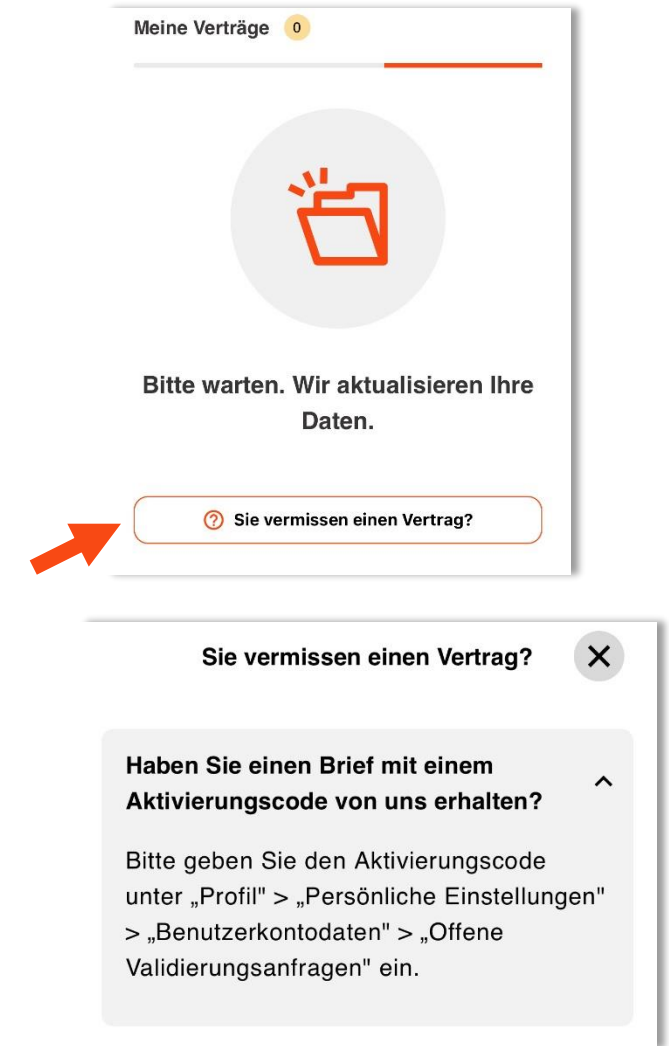 Meine Verträge 0
Bitte warten. Wir aktualisieren Ihre
Daten.
Sie vermissen einen Vertrag?
Sie vermissen einen Vertrag?
Haben Sie einen Brief mit einem
Aktivierungscode von uns erhalten?
Bitte geben Sie den Aktivierungscode
unter „Profil" > „Persönliche Einstellungen"
> „Benutzerkontodaten" > „Offene
Validierungsanfragen" ein.